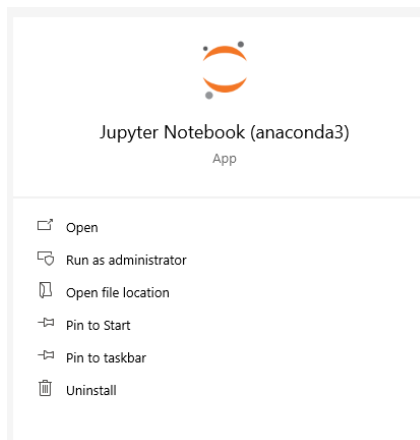 Jupyter Notebook (anaconda3)
App
Open
Run as administrator
Open file location
Pin to Start
Pin to taskbar
Uninstall